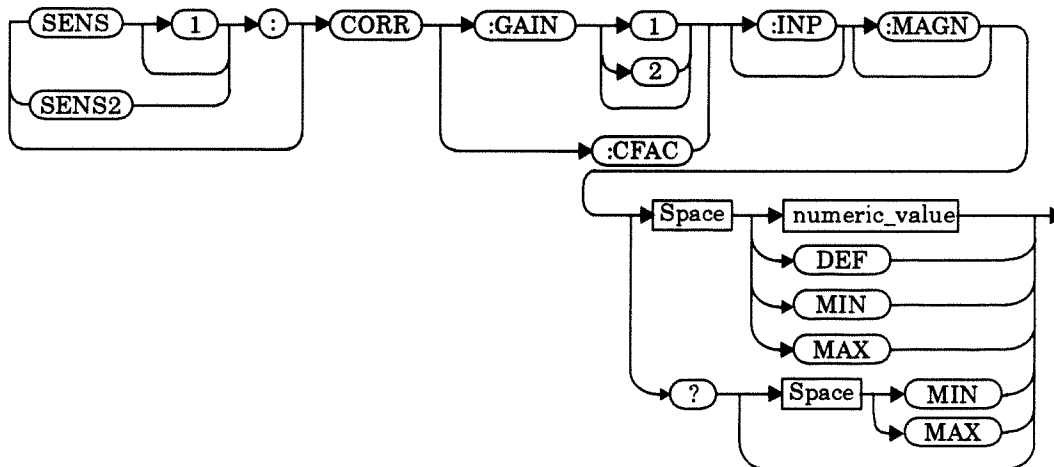 SENS 1 : CORR :GAIN 1 :INP :MAGN
2
SENS2
:CFAC
Space numeric_value
DEF
MIN
MAX
? Space MIN
MAX